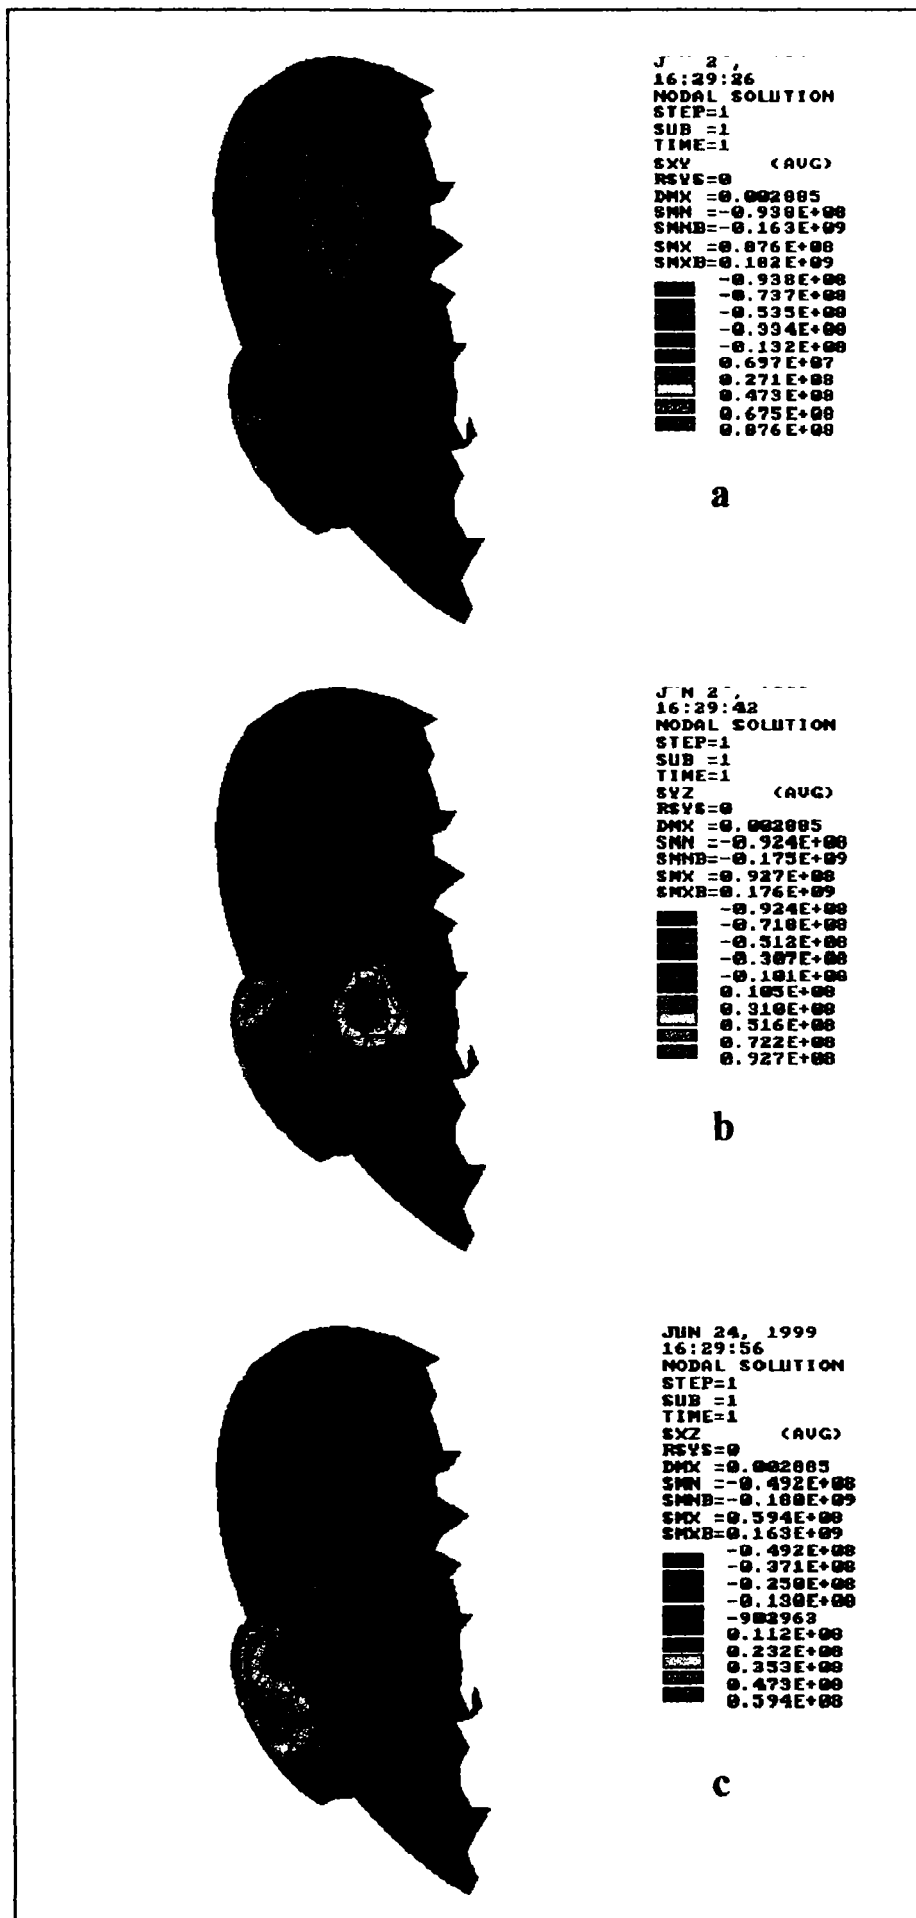 16:29:26
NODAL SOLUTION
STEP=1
SUB =1
TIME=1
SXY (AVG)
RSYS=0
DMX =0.002885
SMN =-0.938E+08
SMNB=-0.163E+09
SMX =0.876E+08
SMXB=0.182E+09
-0.938E+08
-0.737E+08
-0.535E+08
-0.334E+08
-0.132E+08
0.697E+07
0.271E+08
0.473E+08
0.675E+08
0.876E+08
a
16:29:42
NODAL SOLUTION
STEP=1
SUB =1
TIME=1
SYZ (AVG)
RSYS=0
DMX =0.002885
SMN =-0.924E+08
SMNB=-0.175E+09
SMX =0.927E+08
SMXB=0.176E+09
-0.924E+08
-0.718E+08
-0.512E+08
-0.307E+08
-0.101E+08
0.105E+08
0.310E+08
0.516E+08
0.722E+08
0.927E+08
b
JUN 24, 1999
16:29:56
NODAL SOLUTION
STEP=1
SUB =1
TIME=1
SXZ (AVG)
RSYS=0
DMX =0.002885
SMN =-0.492E+08
SMNB=-0.180E+09
SMX =0.594E+08
SMXB=0.163E+09
-0.492E+08
-0.371E+08
-0.250E+08
-0.130E+08
-902963
0.112E+08
0.232E+08
0.353E+08
0.473E+08
0.594E+08
c